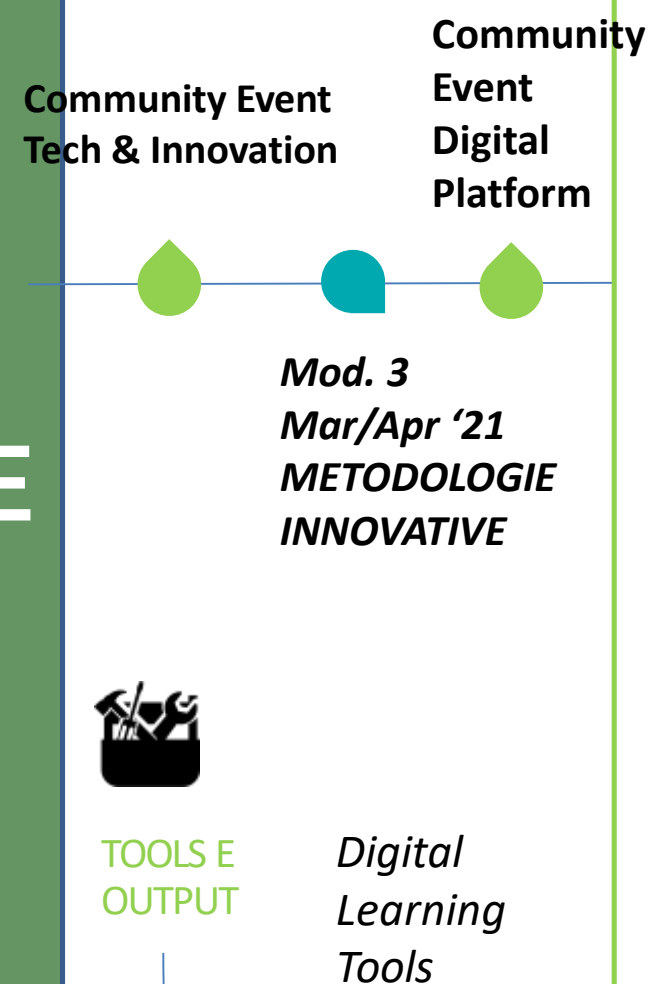 Community Event
Tech & Innovation
Community
Event
Digital
Platform
Mod. 3
Mar/Apr ‘21
METODOLOGIE
INNOVATIVE
E
TOOLS E
OUTPUT
Digital
Learning
Tools